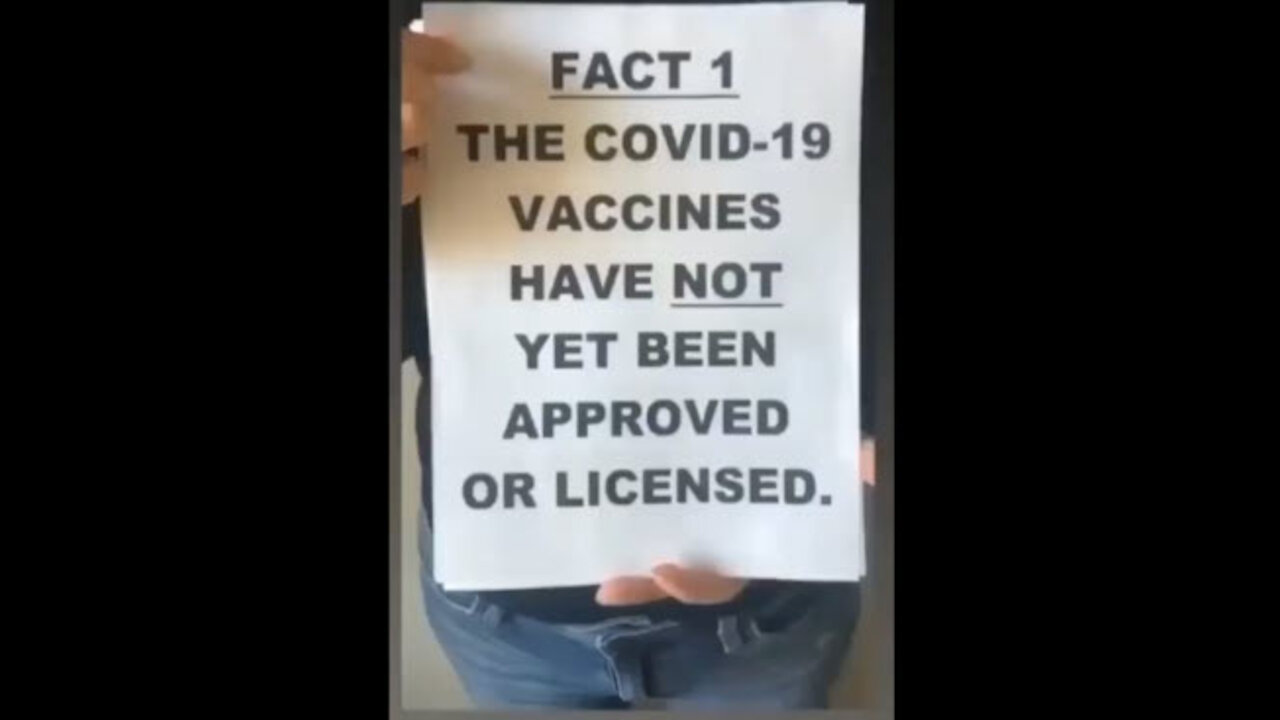 FACT 1
THE COVID-19
VACCINES
HAVE NOT
YET BEEN
APPROVED
OR LICENSED.